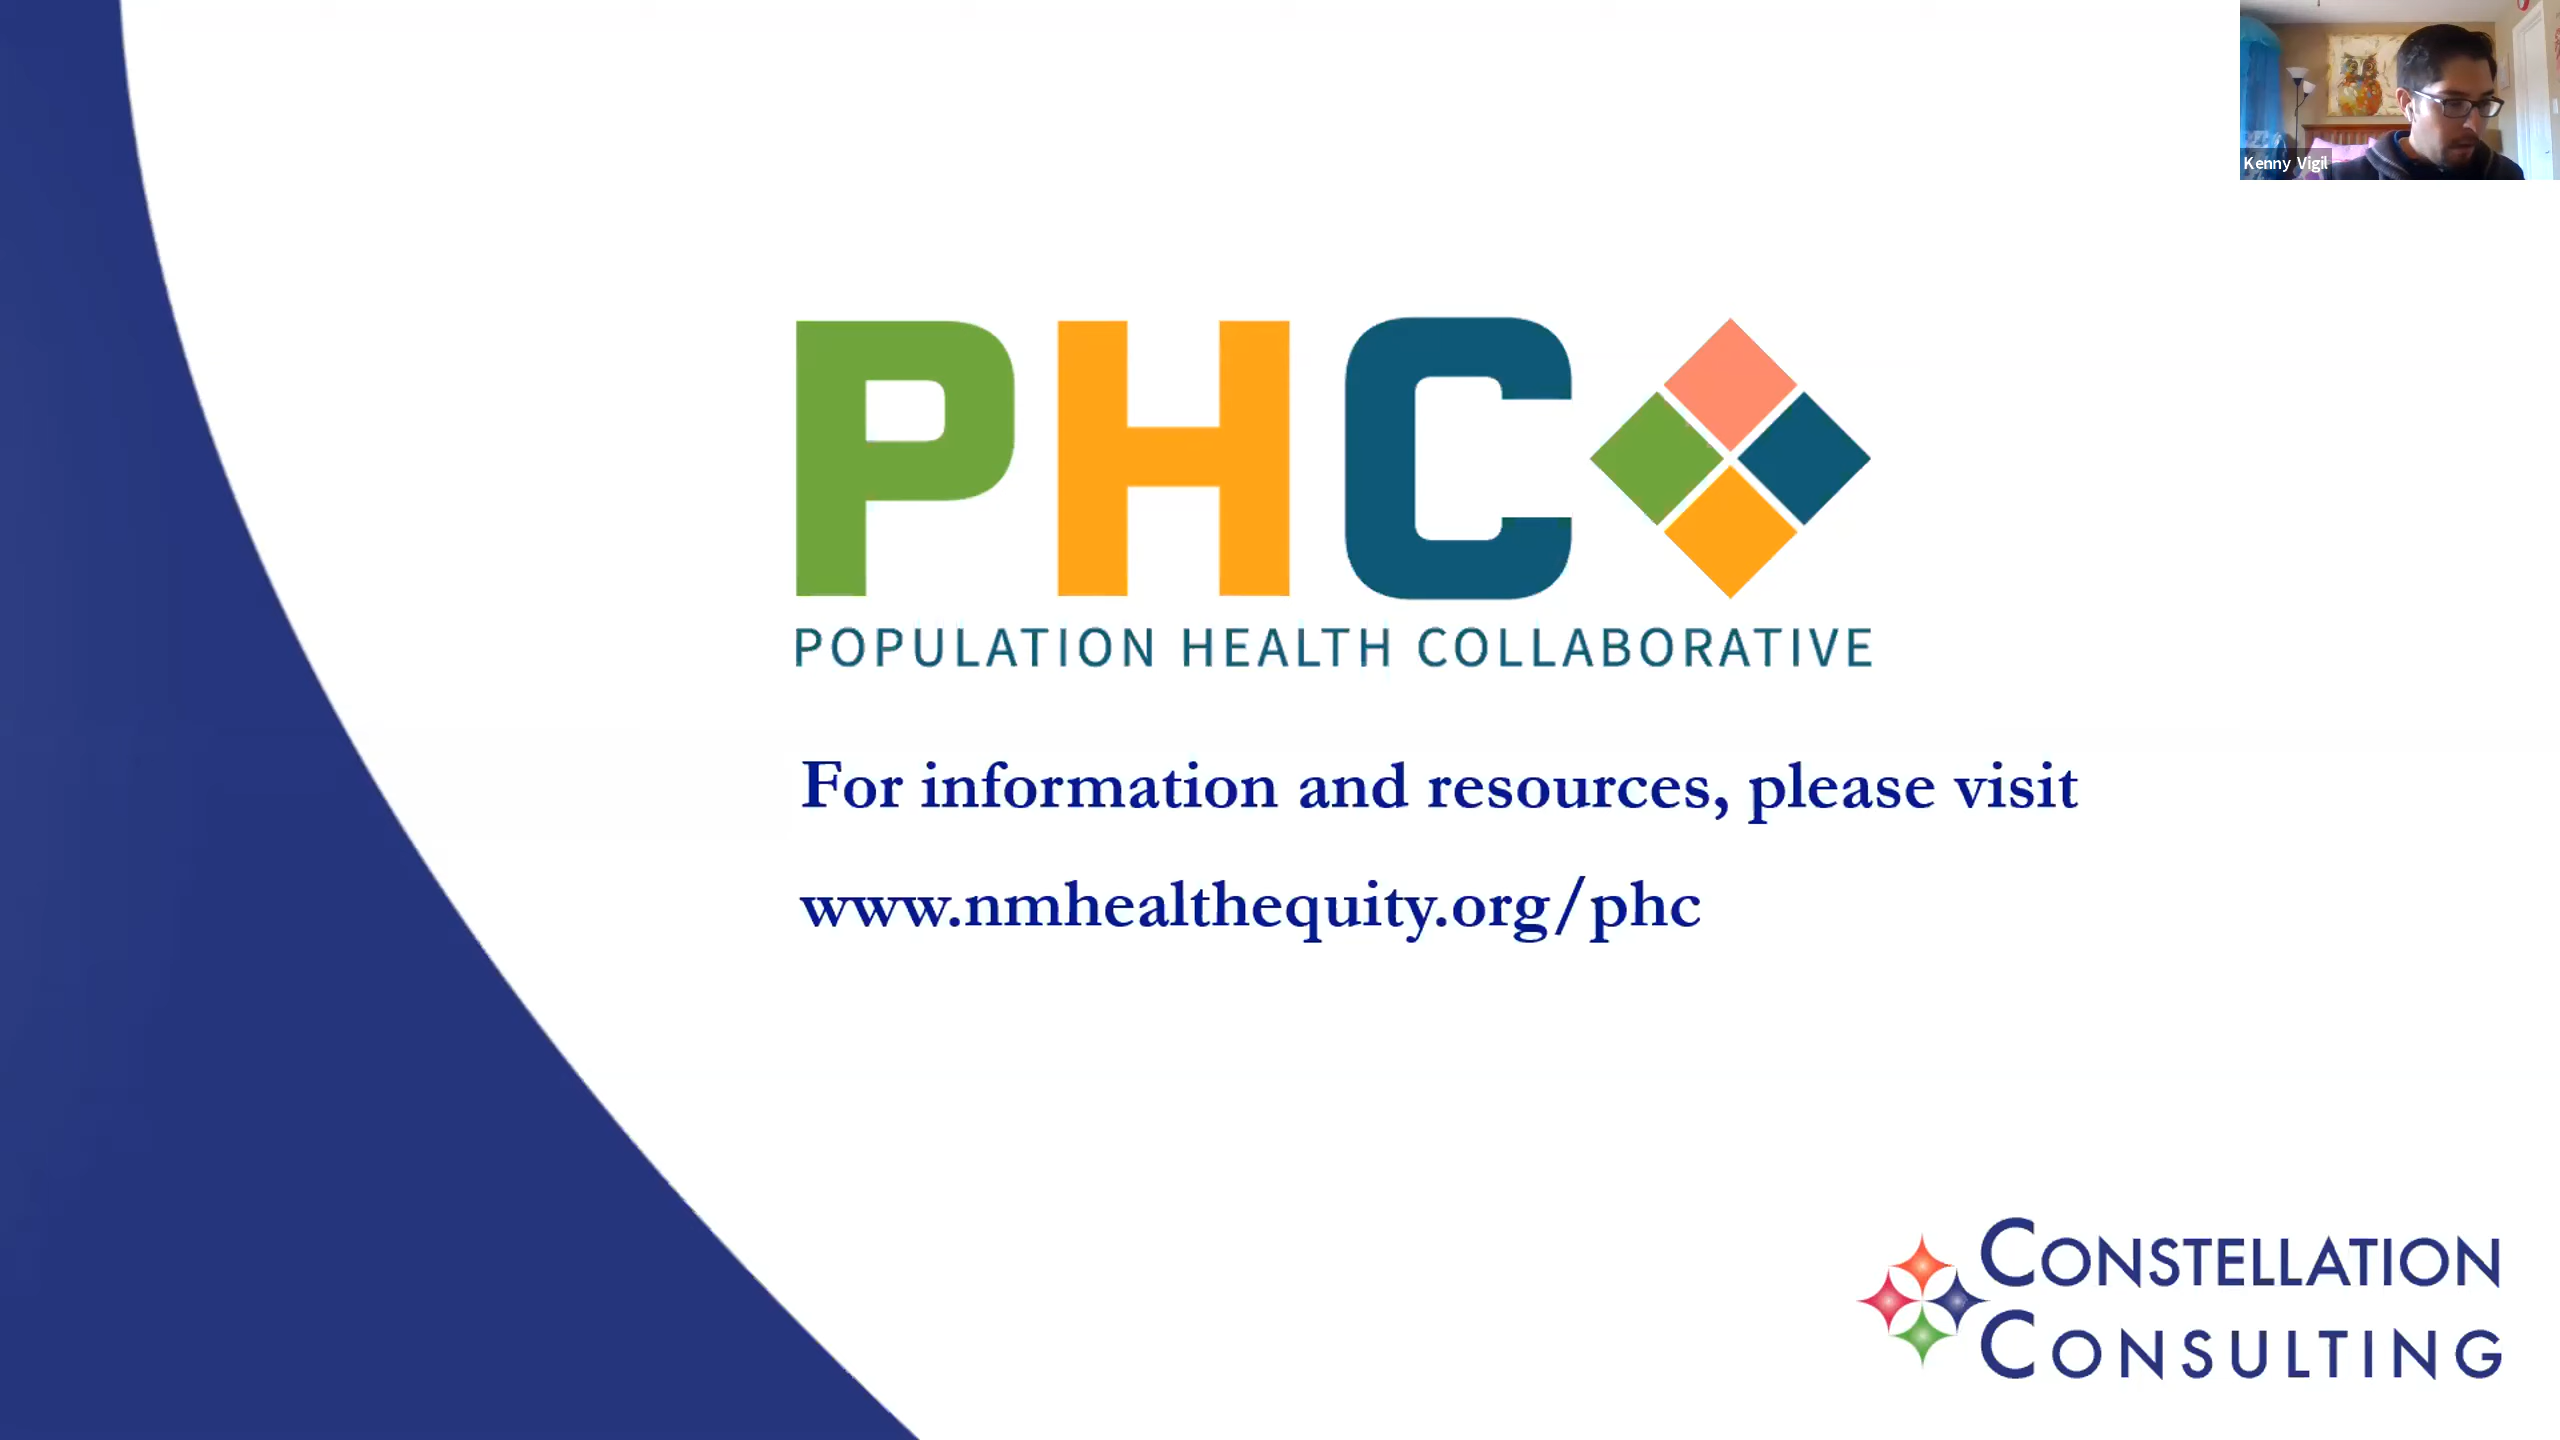 Kenny Vigil
PHC
POPULATION HEALTH COLLABORATIVE
For information and resources, please visit
www.nmhealthequity.org/phc
CONSTELLATION
CONSULTING